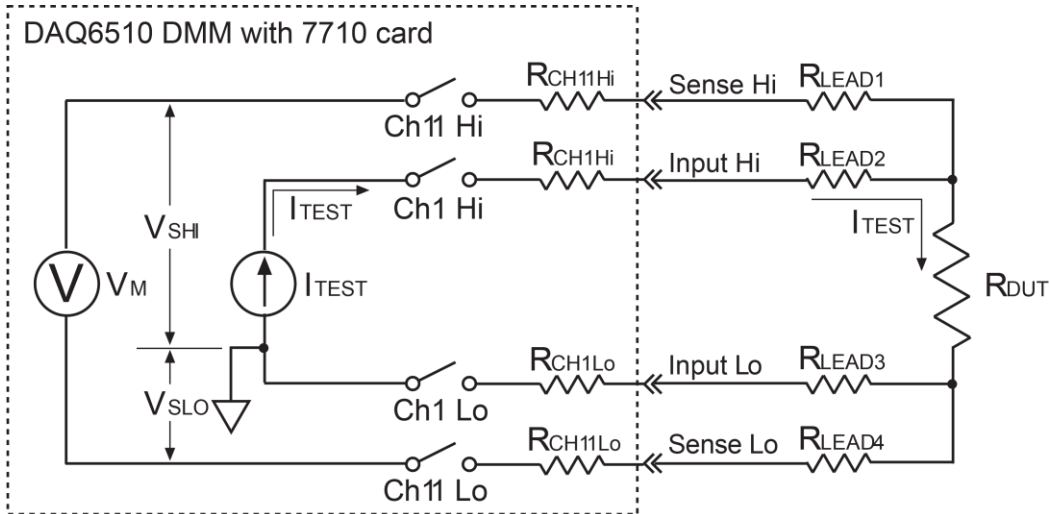 DAQ6510 DMM with 7710 card
RCH11Hi
Sense Hi
RLEAD1
Ch11 Hi
RCH1Hi
Input Hi
RLEAD2
ITEST
Ch1 Hi
ITEST
VSHI
V
VM
ITEST
RDUT
RCH1Lo
Input Lo
RLEAD3
VSLO
Ch1 Lo
RCH11Lo
Sense Lo
RLEAD4
Ch11 Lo